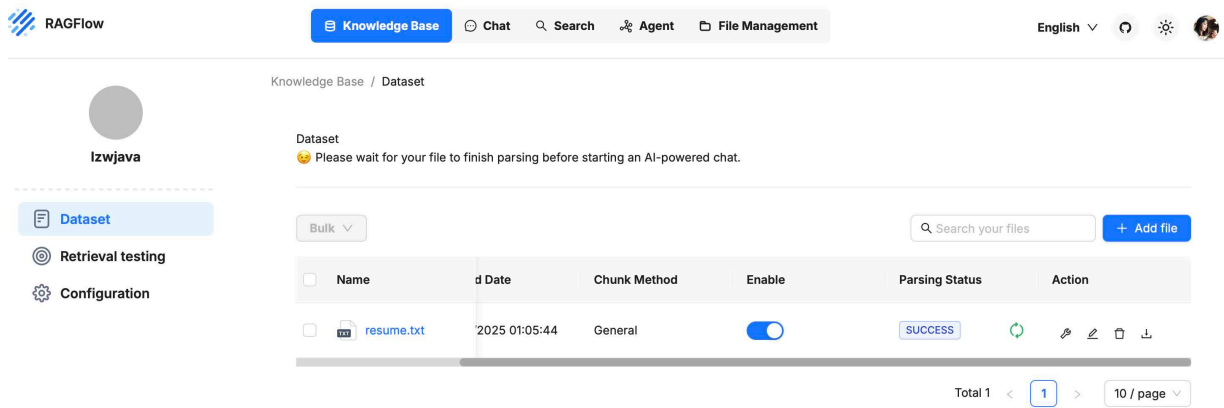 RAGFlow
Knowledge Base Chat Search Agent File Management
English
Knowledge Base / Dataset
lzwjava
Dataset
Retrieval testing
Configuration
Dataset
😉 Please wait for your file to finish parsing before starting an AI-powered chat.
Bulk
Search your files
+ Add file
Name d Date Chunk Method Enable Parsing Status Action
TXT resume.txt /2025 01:05:44 General SUCCESS
Total 1 < 1 > 10 / page